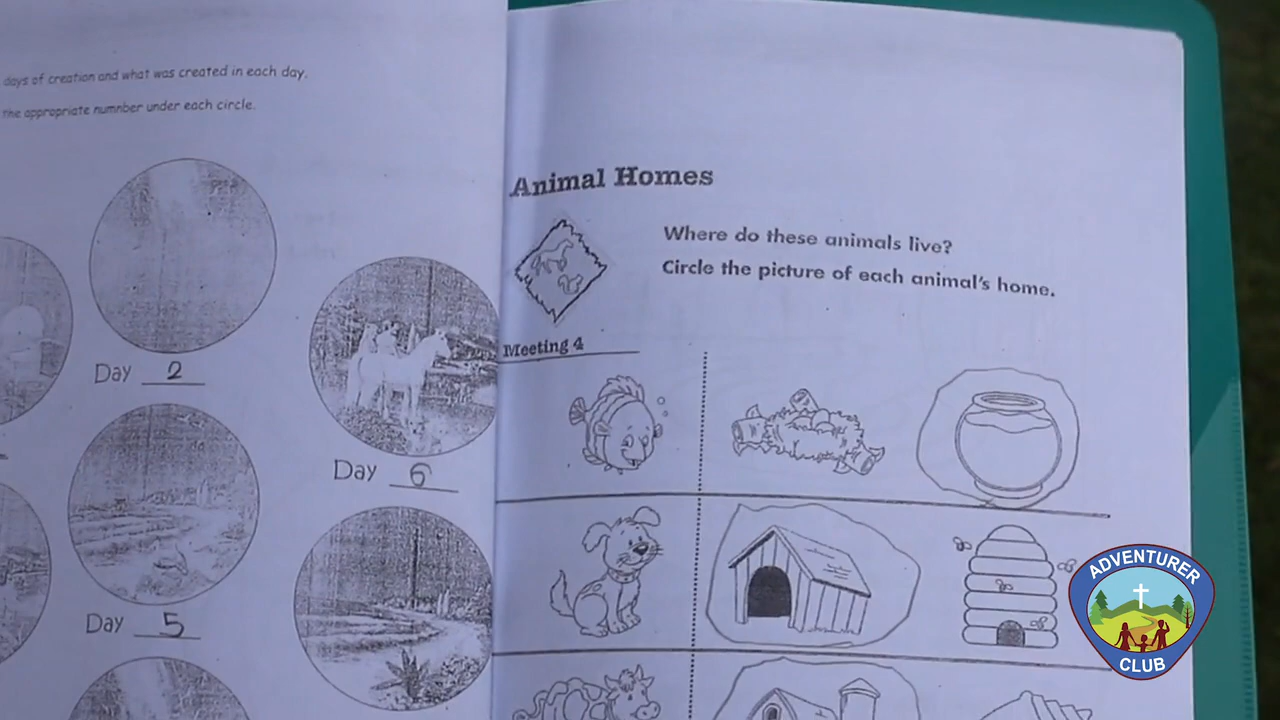 days of creation and what was created in each day.
the appropriate numnber under each circle.
Day 2
Day 6
Day 5
Animal Homes
Where do these animals live?
Circle the picture of each animal's home.
Meeting 4
ADVENTURER
CLUB